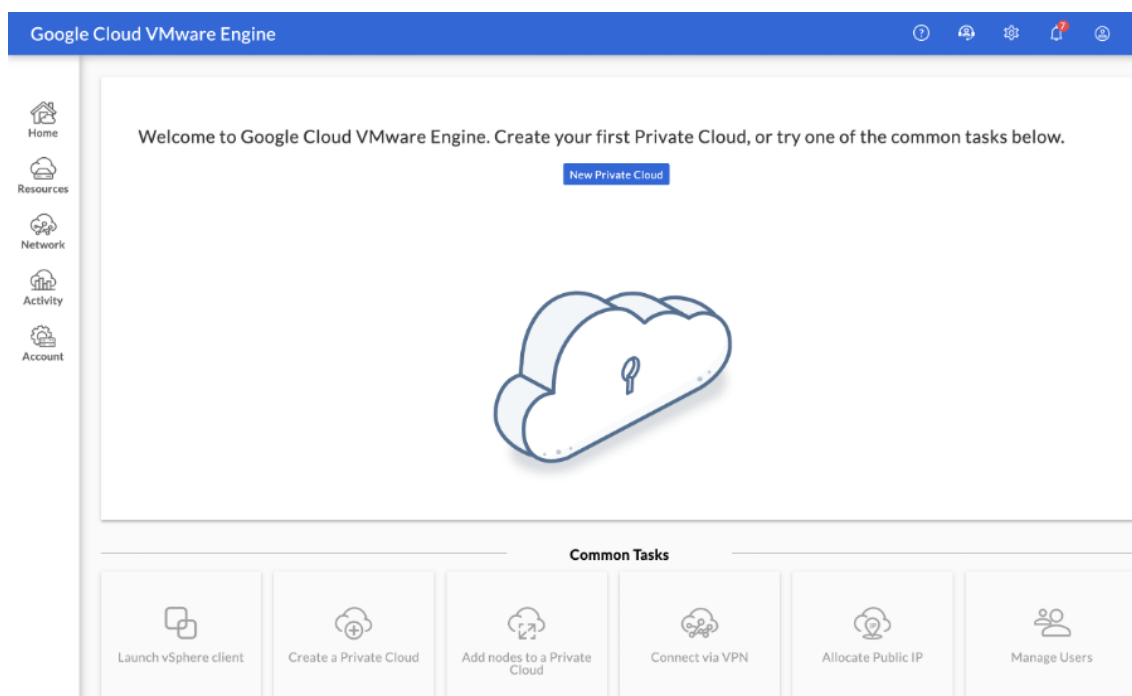 Google Cloud VMware Engine
?
7
Home
Resources
Network
Activity
Account
Welcome to Google Cloud VMware Engine. Create your first Private Cloud, or try one of the common tasks below.
New Private Cloud
Common Tasks
Launch vSphere client
Create a Private Cloud
Add nodes to a Private
Cloud
Connect via VPN
IP
Allocate Public IP
Manage Users